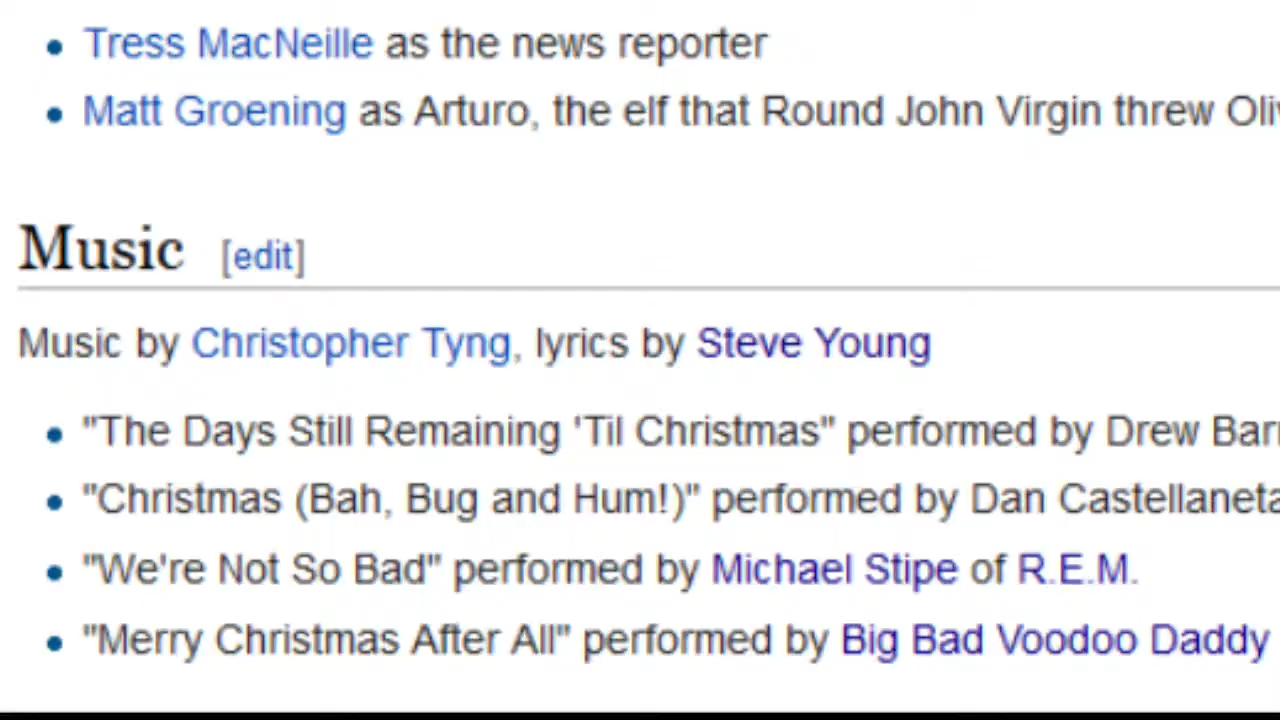 Tress MacNeille as the news reporter
Matt Groening as Arturo, the elf that Round John Virgin threw
Music [edit]
Music by Christopher Tyng, lyrics by Steve Young
"The Days Still Remaining 'Til Christmas" performed by Drew
"Christmas (Bah, Bug and Hum!)" performed by Dan Castellaneta
"We're Not So Bad" performed by Michael Stipe of R.E.M.
"Merry Christmas After All" performed by Big Bad Voodoo Daddy